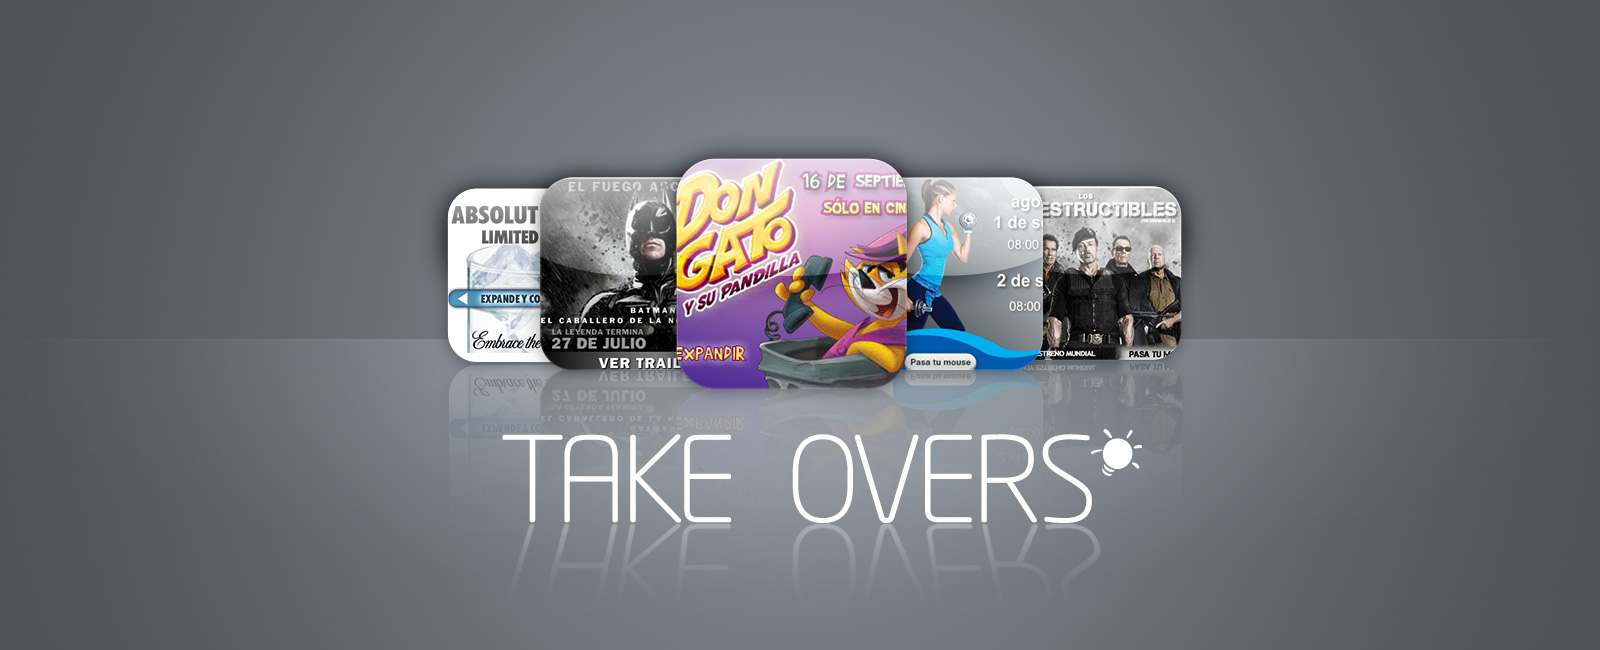 ABSOLUT
LIMITED
EXPANDE Y CO
Embrace the
EL FUEGO
BATMAN
EL CABALLERO DE LA N
LA LEYENDA TERMINA
27 DE JULIO
VER TRAIL
DON
GATO
Y SU PANDILLA
16 DE SEPTIE
SÓLO EN CIN
EXPANDIR
ago
1 de s
08:00
2 de s
08:00
Pasa tu mouse
LOS
ESTRUCTIBLES
STRENO MUNDIAL
PASA TU M
TAKE OVERS